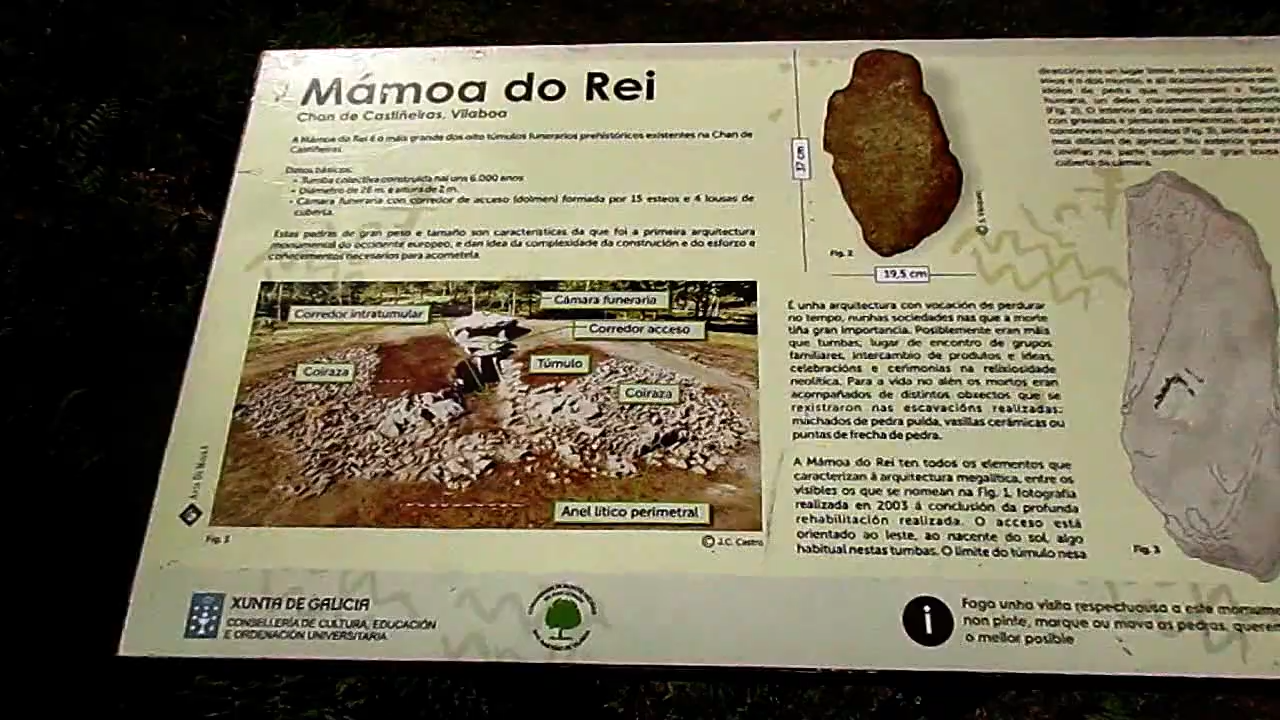 Mámoa do Rei
Chan de Castiñeiras, Vilaboa
A Mámoa do Rei é a máis grande dos oito túmulos funerarios prehistóricos existentes na Chan de
Castiñeiras.
Datos básicos:
- Tumba colectiva construída hai uns 6.000 anos
- Diámetro de 26 m. e altura de 2 m.
- Cámara funeraria con corredor de acceso (dolmen) formada por 15 esteos e 4 lousas de
cuberta.
Estas pedras de gran peso e tamaño son características da que foi a primeira arquitectura
monumental do occidente europeo, e dan idea da complexidade da construción e do esforzo e
coñecementos necesarios para acometela.
Cámara funeraria
Corredor intratumular
Corredor acceso
Túmulo
Coiraza
Coiraza
Anel lítico perimetral
© J.C. Castro
XUNTA DE GALICIA
CONSELLERÍA DE CULTURA, EDUCACIÓN
E ORDENACIÓN UNIVERSITARIA
37 cm
19,5 cm
Fig. 2
É unha arquitectura con vocación de perdurar
no tempo, nunhas sociedades nas que a morte
tiña gran importancia. Posiblemente eran máis
que tumbas, lugar de encontro de grupos
familiares, intercambio de produtos e ideas,
celebracións e cerimonias na relixiosidade
neolítica. Para a vida no alén os mortos eran
acompañados de distintos obxectos que se
rexistraron nas escavacións realizadas:
machados de pedra puída, vasillas cerámicas ou
puntas de frecha de pedra.
A Mámoa do Rei ten todos os elementos que
caracterizan á arquitectura megalítica, entre os
visibles os que se nomean na Fig. 1, fotografía
realizada en 2003 á conclusión da profunda
rehabilitación realizada. O acceso está
orientado ao leste, ao nacente do sol, algo
habitual nestas tumbas. O límite do túmulo nesa
Fig. 3
i
Faga unha visita respectuosa a este monume
non pinte, marque ou mova as pedras, querem
o mellor posible